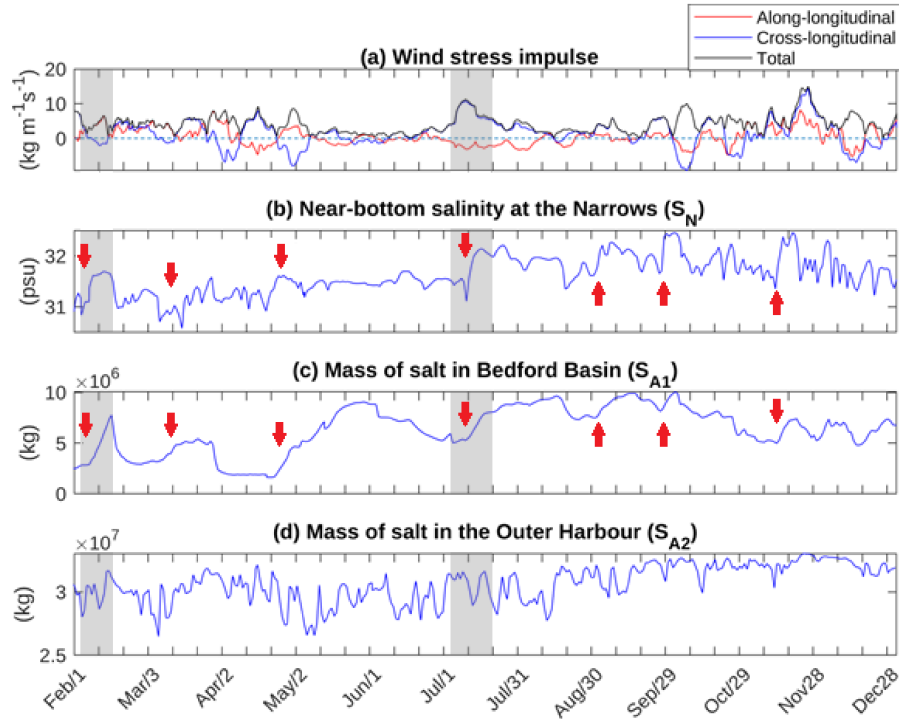 Along-longitudinal
Cross-longitudinal
Total
(a) Wind stress impulse
20
10
0
(kg m⁻¹s⁻¹)
(b) Near-bottom salinity at the Narrows (S_N)
32
31
(psu)
×10⁶
(c) Mass of salt in Bedford Basin (S_A1)
10
5
0
(kg)
×10⁷
(d) Mass of salt in the Outer Harbour (S_A2)
3
2.5
(kg)
Feb/1
Mar/3
Apr/2
May/2
Jun/1
Jul/1
Jul/31
Aug/30
Sep/29
Oct/29
Nov/28
Dec28